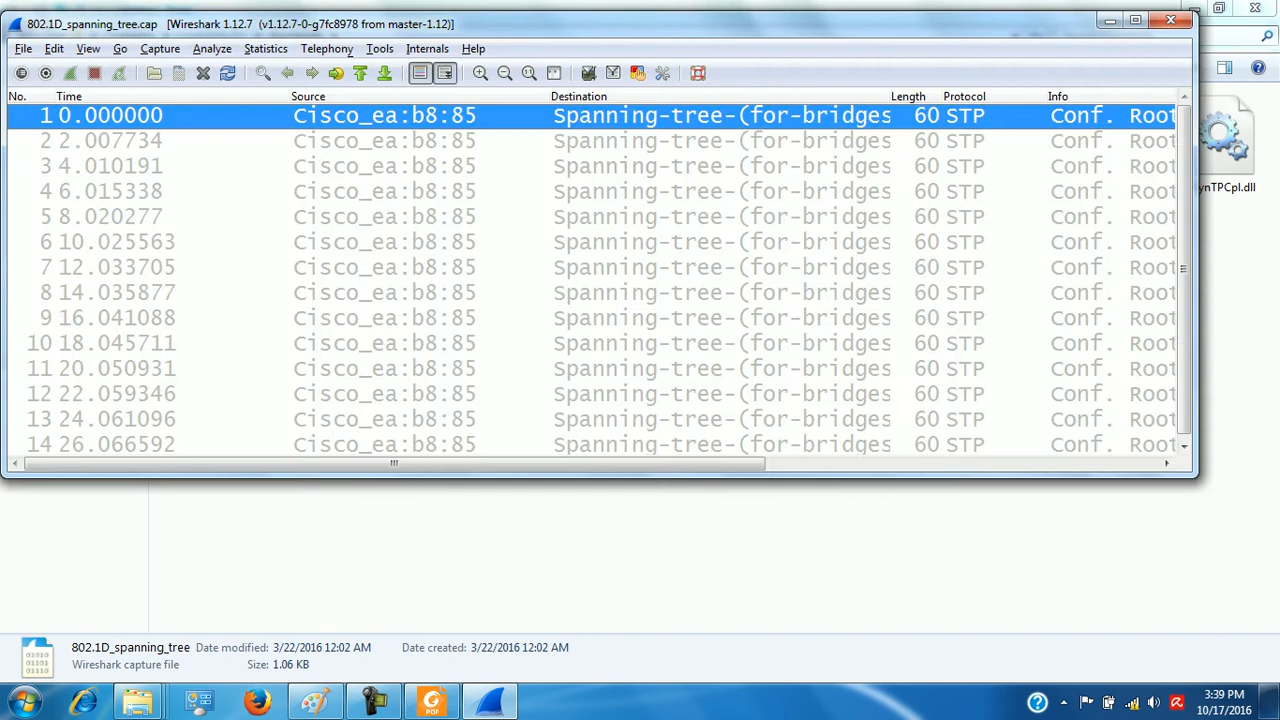 802.1D_spanning_tree.cap [Wireshark 1.12.7 (v1.12.7-0-g7fc8978 from master-1.12)]
File Edit View Go Capture Analyze Statistics Telephony Tools Internals Help
No. Time Source Destination Length Protocol Info
1 0.000000 Cisco_ea:b8:85 Spanning-tree-(for-bridges 60 STP Conf. Root
2 2.007734 Cisco_ea:b8:85 Spanning-tree-(for-bridges 60 STP Conf. Root
3 4.010191 Cisco_ea:b8:85 Spanning-tree-(for-bridges 60 STP Conf. Root
4 6.015338 Cisco_ea:b8:85 Spanning-tree-(for-bridges 60 STP Conf. Root
5 8.020277 Cisco_ea:b8:85 Spanning-tree-(for-bridges 60 STP Conf. Root
6 10.025563 Cisco_ea:b8:85 Spanning-tree-(for-bridges 60 STP Conf. Root
7 12.033705 Cisco_ea:b8:85 Spanning-tree-(for-bridges 60 STP Conf. Root
8 14.035877 Cisco_ea:b8:85 Spanning-tree-(for-bridges 60 STP Conf. Root
9 16.041088 Cisco_ea:b8:85 Spanning-tree-(for-bridges 60 STP Conf. Root
10 18.045711 Cisco_ea:b8:85 Spanning-tree-(for-bridges 60 STP Conf. Root
11 20.050931 Cisco_ea:b8:85 Spanning-tree-(for-bridges 60 STP Conf. Root
12 22.059346 Cisco_ea:b8:85 Spanning-tree-(for-bridges 60 STP Conf. Root
13 24.061096 Cisco_ea:b8:85 Spanning-tree-(for-bridges 60 STP Conf. Root
14 26.066592 Cisco_ea:b8:85 Spanning-tree-(for-bridges 60 STP Conf. Root
ynTPCpl.dll
802.1D_spanning_tree Date modified: 3/22/2016 12:02 AM Date created: 3/22/2016 12:02 AM
Wireshark capture file Size: 1.06 KB
PDF
3:39 PM
10/17/2016